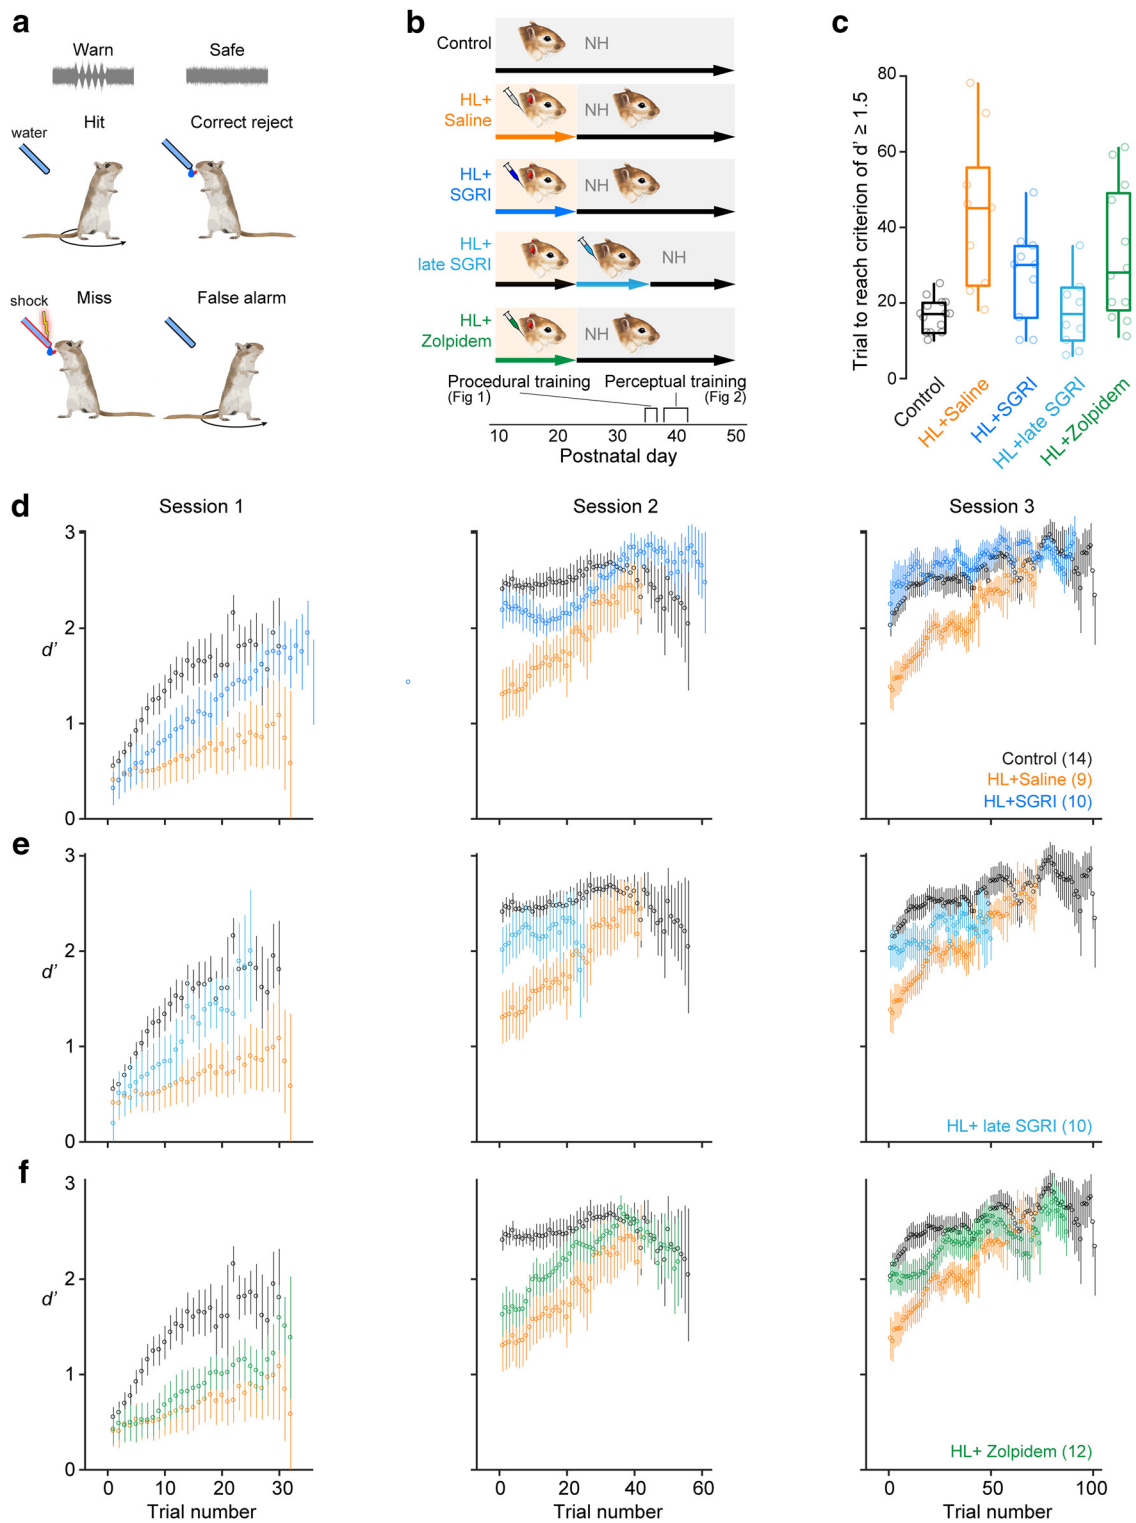 a
Warn
Safe
Hit
Correct reject
water
Miss
False alarm
shock
b
Control
NH
HL+
Saline
NH
HL+
SGRI
NH
HL+
late SGRI
NH
HL+
Zolpidem
NH
Procedural training
(Fig 1)
Perceptual training
(Fig 2)
10 20 30 40 50
Postnatal day
c
Trial to reach criterion of d' ≥ 1.5
80
60
40
20
0
Control
HL+Saline
HL+SGRI
HL+late SGRI
HL+Zolpidem
d
Session 1
Session 2
Session 3
3
2
d'
1
0
Control (14)
HL+Saline (9)
HL+SGRI (10)
e
3
2
d'
1
0
HL+ late SGRI (10)
f
3
2
d'
1
0
HL+ Zolpidem (12)
0 10 20 30
0 20 40 60
0 50 100
Trial number
Trial number
Trial number